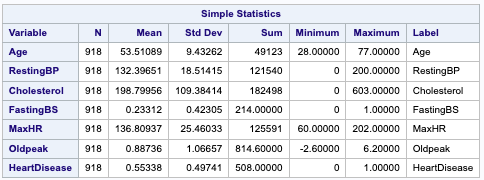 Simple Statistics
Variable N Mean Std Dev Sum Minimum Maximum Label
Age 918 53.51089 9.43262 49123 28.00000 77.00000 Age
RestingBP 918 132.39651 18.51415 121540 0 200.00000 RestingBP
Cholesterol 918 198.79956 109.38414 182498 0 603.00000 Cholesterol
FastingBS 918 0.23312 0.42305 214.00000 0 1.00000 FastingBS
MaxHR 918 136.80937 25.46033 125591 60.00000 202.00000 MaxHR
Oldpeak 918 0.88736 1.06657 814.60000 -2.60000 6.20000 Oldpeak
HeartDisease 918 0.55338 0.49741 508.00000 0 1.00000 HeartDisease